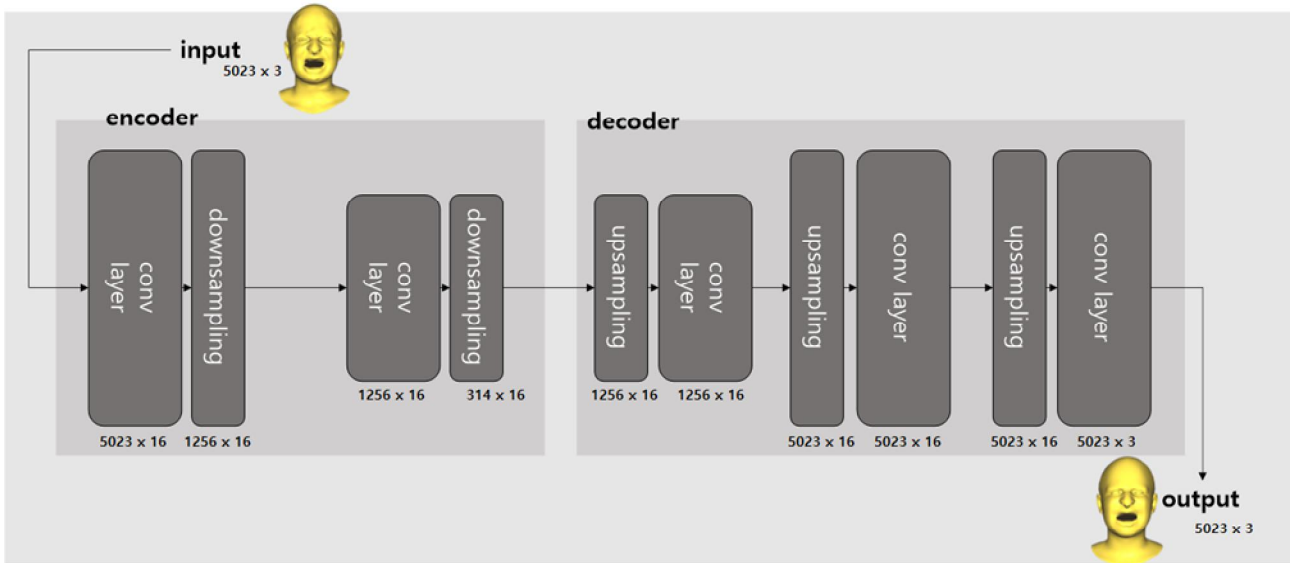 input
5023 x 3
encoder
decoder
conv
layer
downsampling
conv
layer
downsampling
upsampling
conv
layer
upsampling
conv layer
upsampling
conv layer
5023 x 16
1256 x 16
1256 x 16
314 x 16
1256 x 16
1256 x 16
5023 x 16
5023 x 16
5023 x 16
5023 x 3
output
5023 x 3